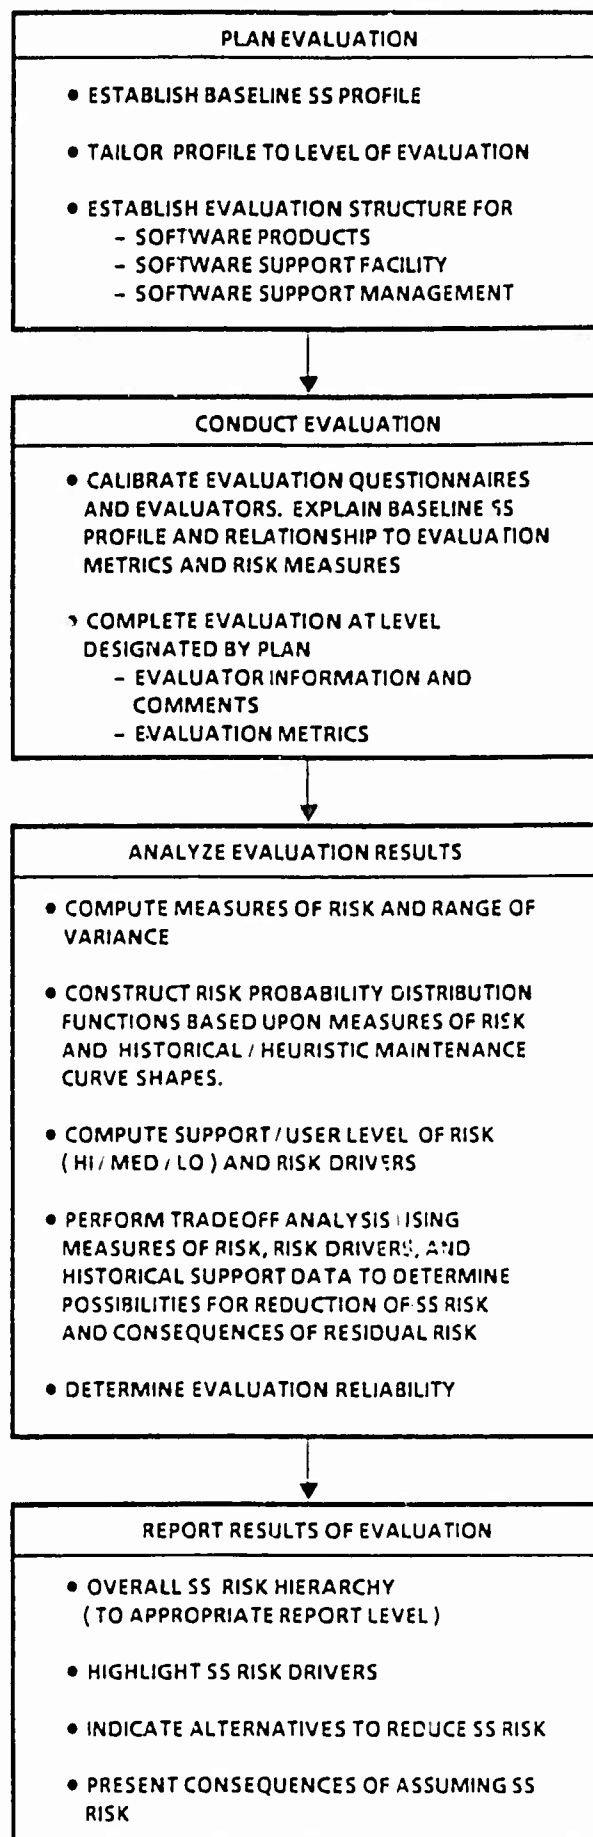 PLAN EVALUATION
• ESTABLISH BASELINE SS PROFILE
• TAILOR PROFILE TO LEVEL OF EVALUATION
• ESTABLISH EVALUATION STRUCTURE FOR
– SOFTWARE PRODUCTS
– SOFTWARE SUPPORT FACILITY
– SOFTWARE SUPPORT MANAGEMENT
CONDUCT EVALUATION
• CALIBRATE EVALUATION QUESTIONNAIRES
AND EVALUATORS. EXPLAIN BASELINE SS
PROFILE AND RELATIONSHIP TO EVALUATION
METRICS AND RISK MEASURES
• COMPLETE EVALUATION AT LEVEL
DESIGNATED BY PLAN
– EVALUATOR INFORMATION AND
COMMENTS
– EVALUATION METRICS
ANALYZE EVALUATION RESULTS
• COMPUTE MEASURES OF RISK AND RANGE OF
VARIANCE
• CONSTRUCT RISK PROBABILITY DISTRIBUTION
FUNCTIONS BASED UPON MEASURES OF RISK
AND HISTORICAL / HEURISTIC MAINTENANCE
CURVE SHAPES.
• COMPUTE SUPPORT / USER LEVEL OF RISK
( HI / MED / LO ) AND RISK DRIVERS
• PERFORM TRADEOFF ANALYSIS USING
MEASURES OF RISK, RISK DRIVERS, AND
HISTORICAL SUPPORT DATA TO DETERMINE
POSSIBILITIES FOR REDUCTION OF SS RISK
AND CONSEQUENCES OF RESIDUAL RISK
• DETERMINE EVALUATION RELIABILITY
REPORT RESULTS OF EVALUATION
• OVERALL SS RISK HIERARCHY
( TO APPROPRIATE REPORT LEVEL )
• HIGHLIGHT SS RISK DRIVERS
• INDICATE ALTERNATIVES TO REDUCE SS RISK
• PRESENT CONSEQUENCES OF ASSUMING SS
RISK